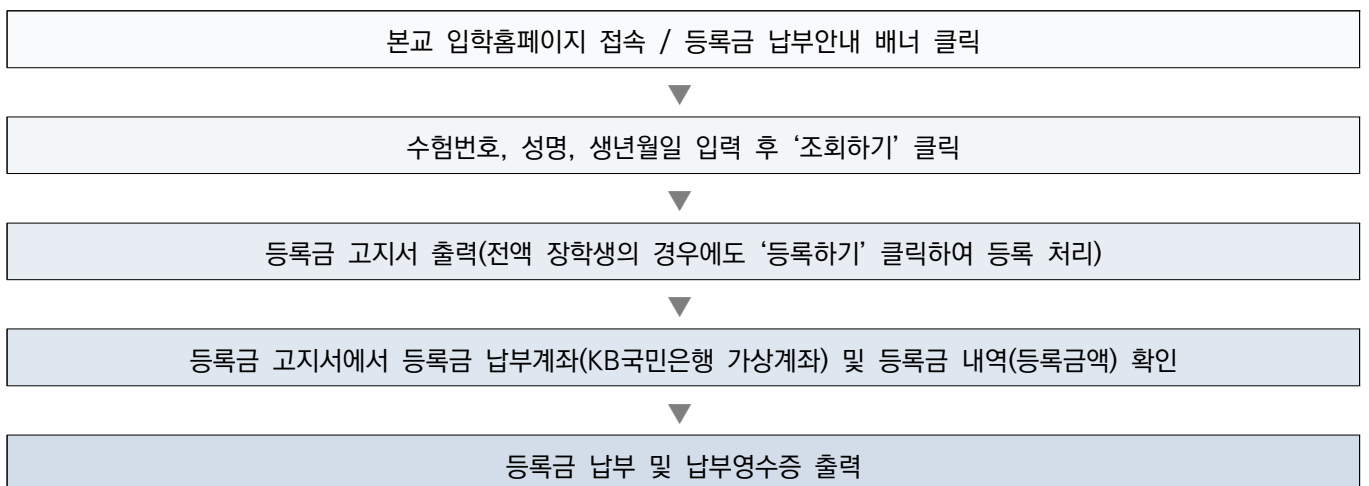 본교 입학홈페이지 접속 / 등록금 납부안내 배너 클릭
▼
수험번호, 성명, 생년월일 입력 후 ‘조회하기’ 클릭
▼
등록금 고지서 출력(전액 장학생의 경우에도 ‘등록하기’ 클릭하여 등록 처리)
▼
등록금 고지서에서 등록금 납부계좌(KB국민은행 가상계좌) 및 등록금 내역(등록금액) 확인
▼
등록금 납부 및 납부영수증 출력